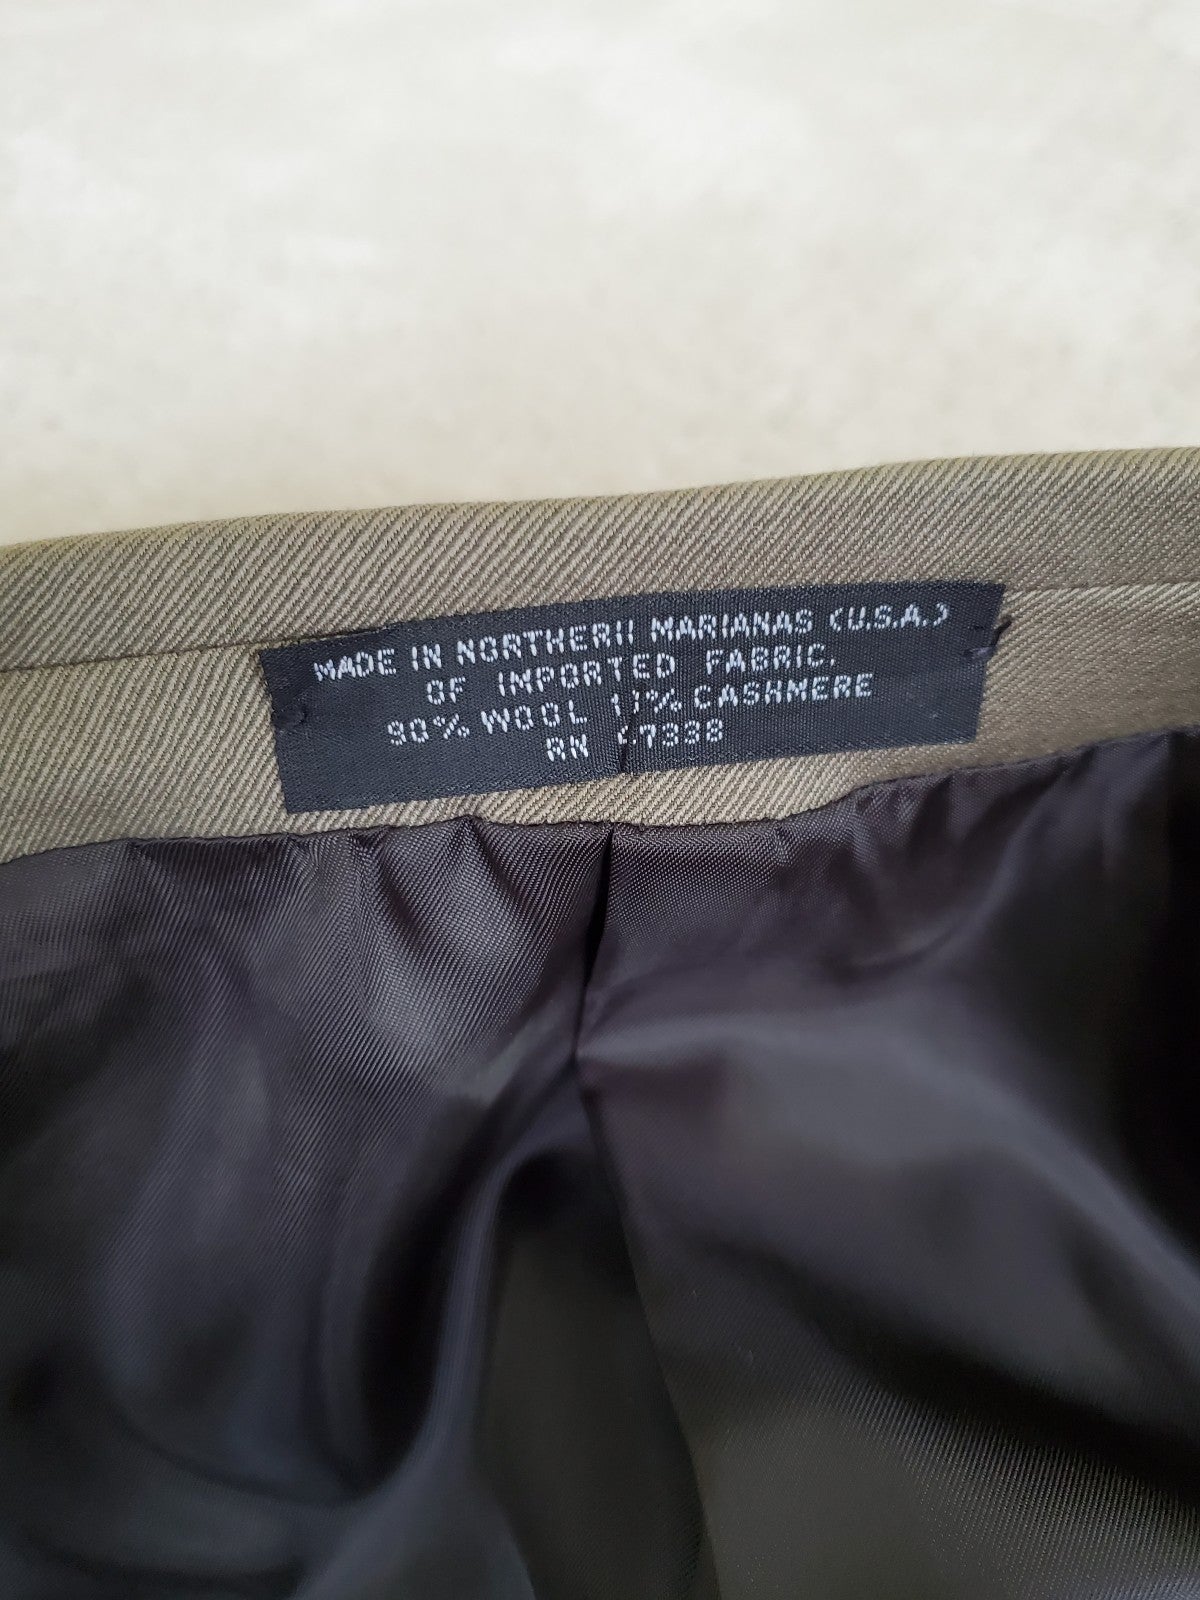 MADE IN NORTHERN MARIANAS (U.S.A.)
OF IMPORTED FABRIC.
90% WOOL 10% CASHMERE
RN